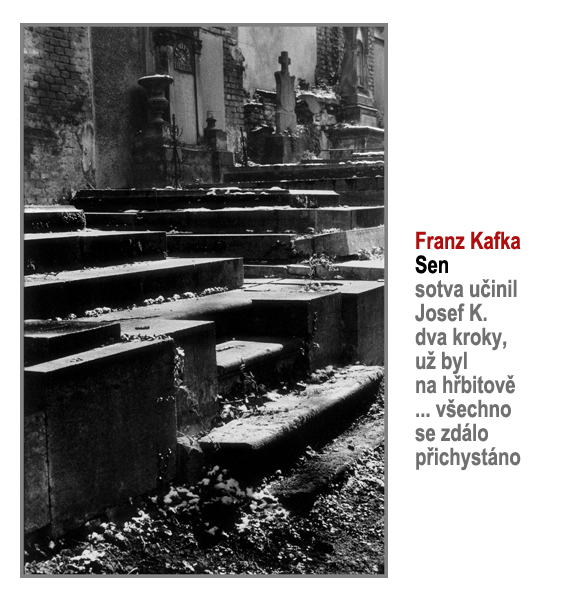 Franz Kafka
Sen
sotva učinil
Josef K.
dva kroky,
už byl
na hřbitově
... všechno
se zdálo
přichystáno